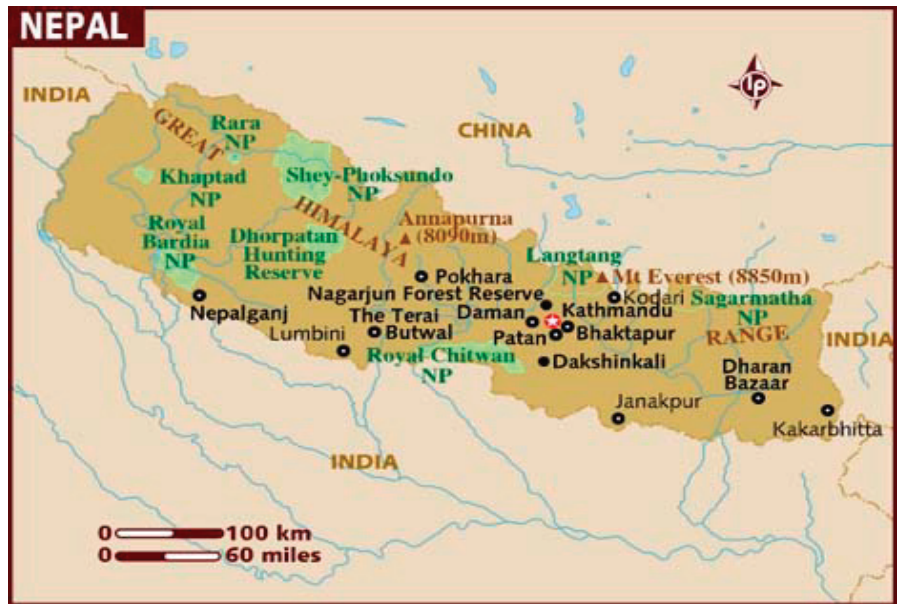 NEPAL
INDIA
GREAT
Rara
NP
CHINA
lp
Khaptad
NP
Shey-Phoksundo
NP
HIMALAYA
Royal
Bardia
NP
Dhorpatan
Hunting
Reserve
Annapurna
(8090m)
Langtang
NP
Mt Everest (8850m)
Pokhara
Nagarjun Forest Reserve
Kodari
Sagarmatha
NP
Nepalganj
The Terai
Daman
Kathmandu
RANGE
Lumbini
Butwal
Patan
Bhaktapur
INDIA
Royal Chitwan
NP
Dakshinkali
Dharan
Bazaar
Janakpur
Kakarbhitta
INDIA
0 100 km
0 60 miles